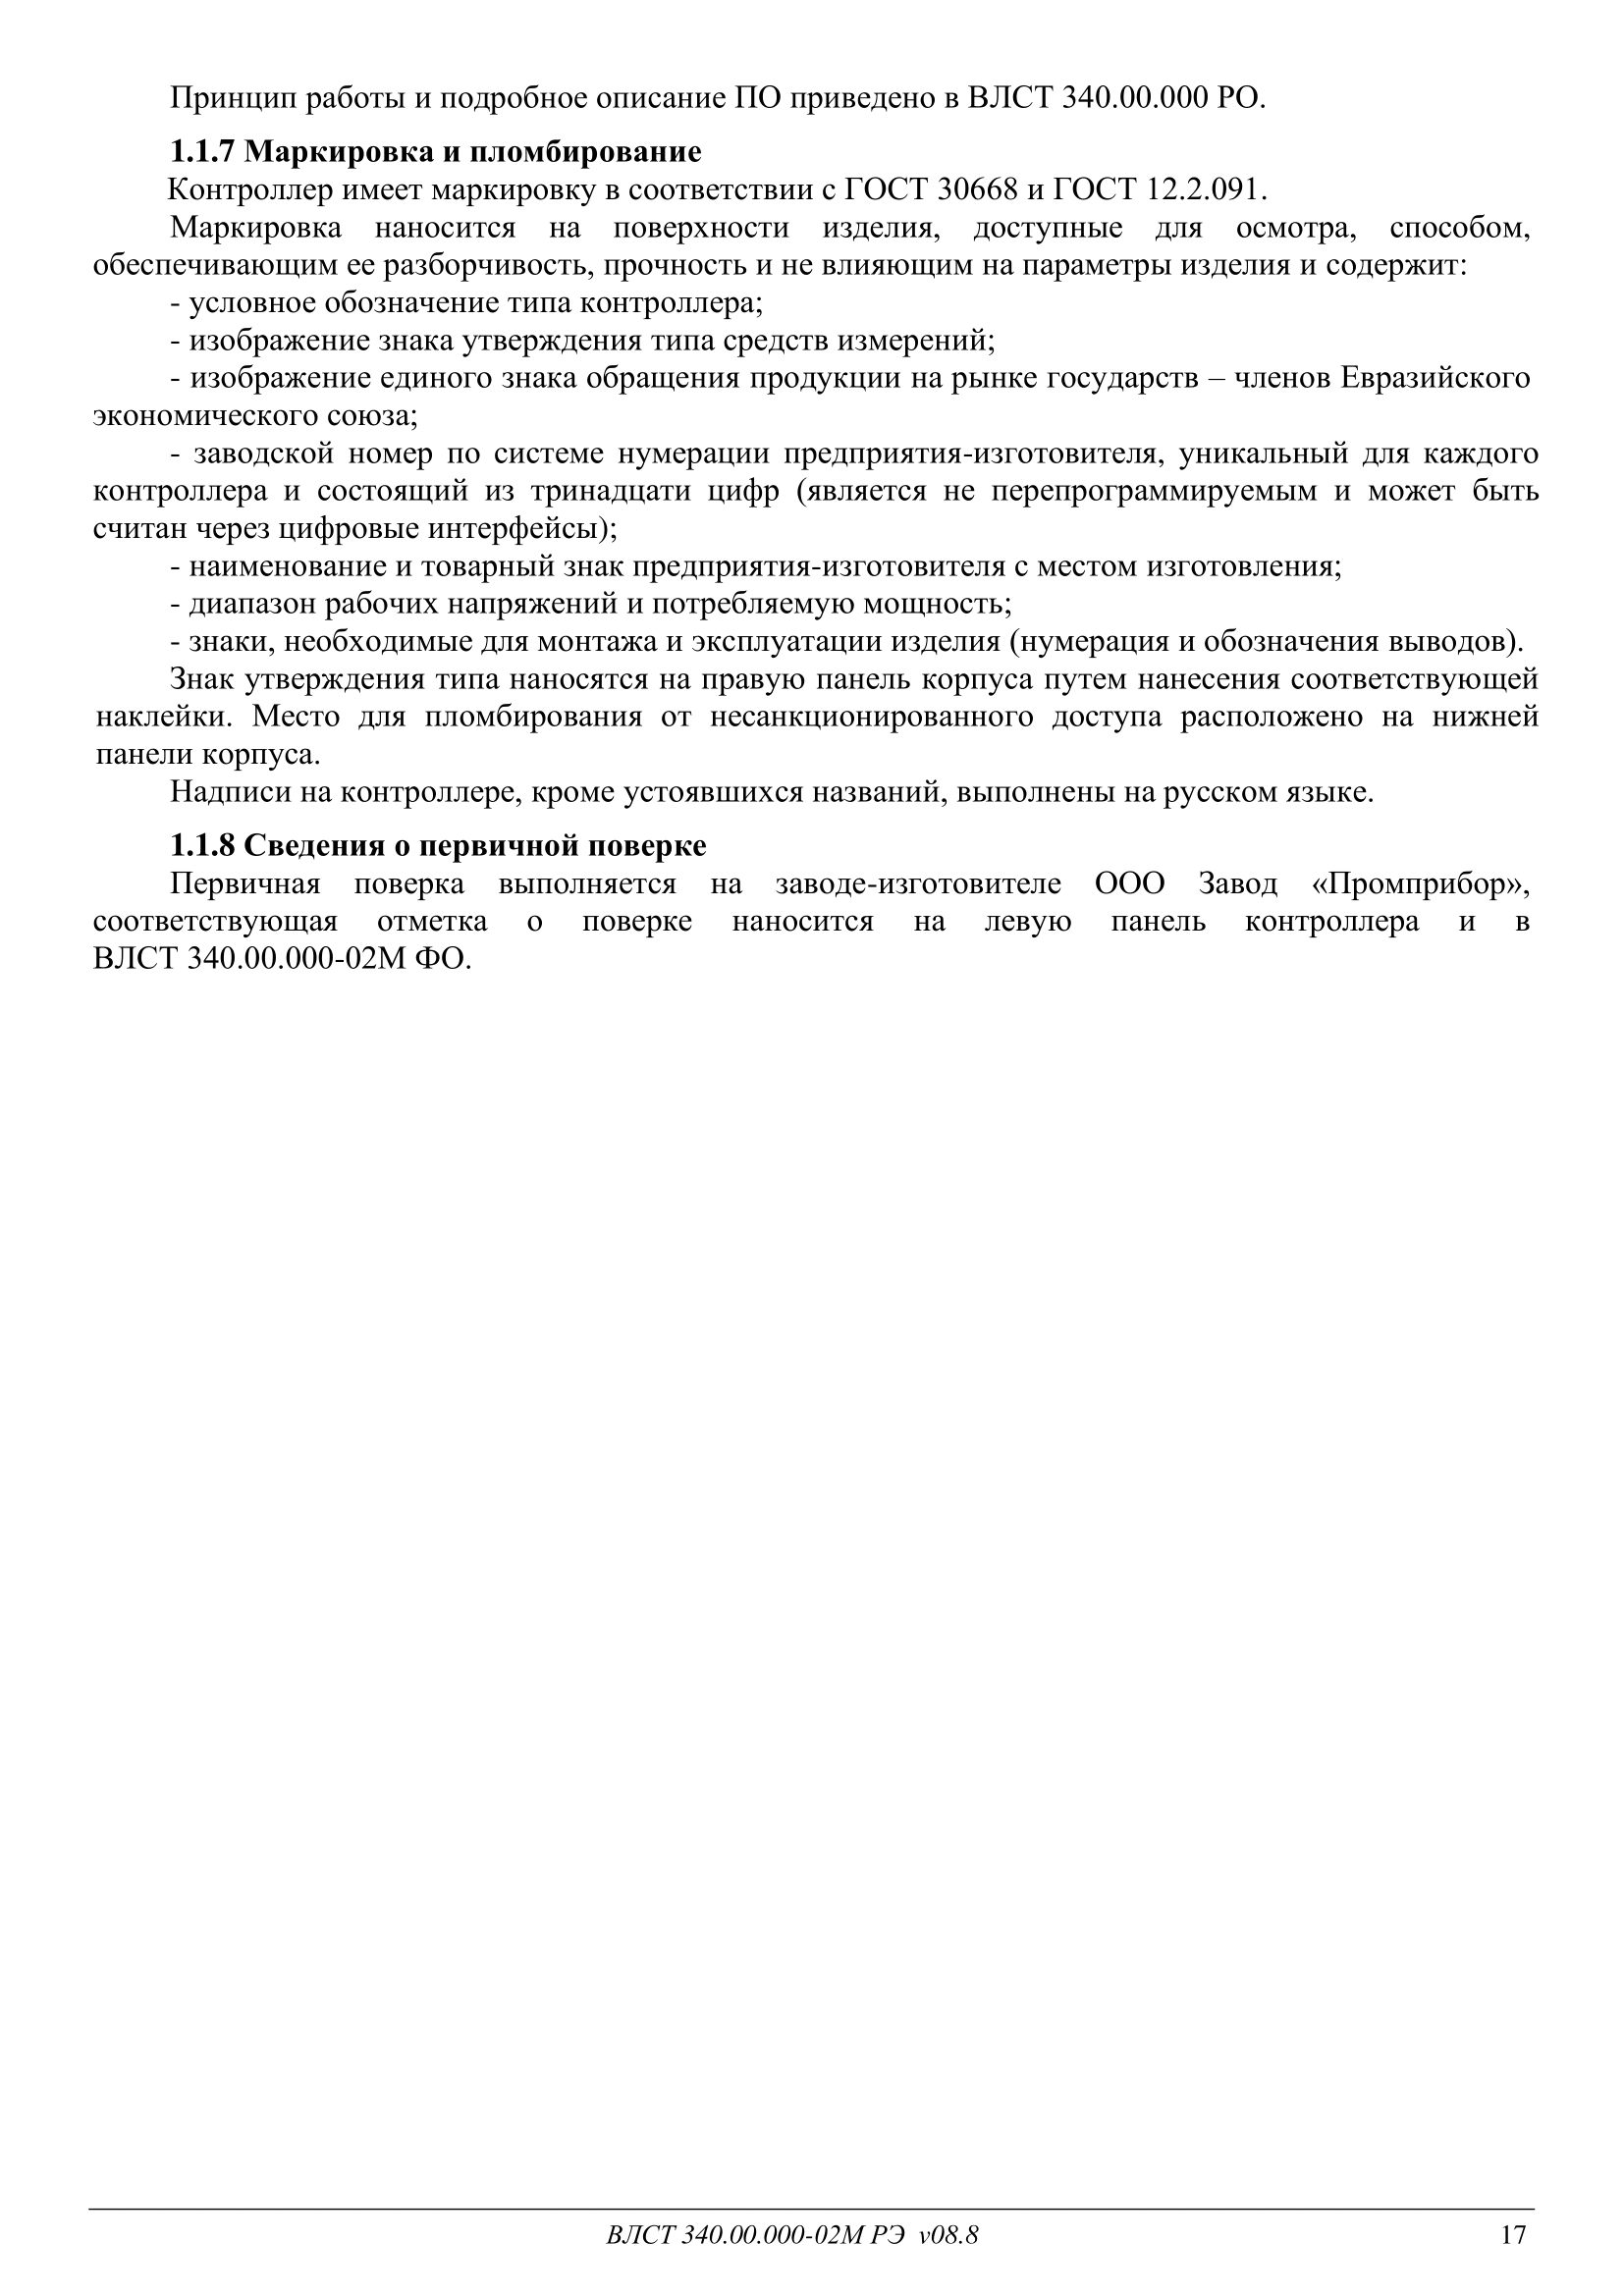 Принцип работы и подробное описание ПО приведено в ВЛСТ 340.00.000 РО.
1.1.7 Маркировка и пломбирование
Контроллер имеет маркировку в соответствии с ГОСТ 30668 и ГОСТ 12.2.091.
Маркировка наносится на поверхности изделия, доступные для осмотра, способом,
обеспечивающим ее разборчивость, прочность и не влияющим на параметры изделия и содержит:
- условное обозначение типа контроллера;
- изображение знака утверждения типа средств измерений;
- изображение единого знака обращения продукции на рынке государств – членов Евразийского
экономического союза;
- заводской номер по системе нумерации предприятия-изготовителя, уникальный для каждого
контроллера и состоящий из тринадцати цифр (является не перепрограммируемым и может быть
считан через цифровые интерфейсы);
- наименование и товарный знак предприятия-изготовителя с местом изготовления;
- диапазон рабочих напряжений и потребляемую мощность;
- знаки, необходимые для монтажа и эксплуатации изделия (нумерация и обозначения выводов).
Знак утверждения типа наносятся на правую панель корпуса путем нанесения соответствующей
наклейки. Место для пломбирования от несанкционированного доступа расположено на нижней
панели корпуса.
Надписи на контроллере, кроме устоявшихся названий, выполнены на русском языке.
1.1.8 Сведения о первичной поверке
Первичная поверка выполняется на заводе-изготовителе ООО Завод «Промприбор»,
соответствующая отметка о поверке наносится на левую панель контроллера и в
ВЛСТ 340.00.000-02М ФО.
ВЛСТ 340.00.000-02М РЭ v08.8 17